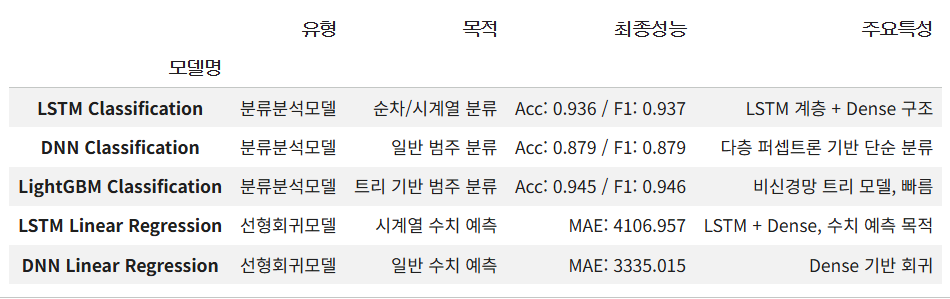 유형 목적 최종성능 주요특성
모델명
LSTM Classification 분류분석모델 순차/시계열 분류 Acc: 0.936 / F1: 0.937 LSTM 계층 + Dense 구조
DNN Classification 분류분석모델 일반 범주 분류 Acc: 0.879 / F1: 0.879 다층 퍼셉트론 기반 단순 분류
LightGBM Classification 분류분석모델 트리 기반 범주 분류 Acc: 0.945 / F1: 0.946 비신경망 트리 모델, 빠름
LSTM Linear Regression 선형회귀모델 시계열 수치 예측 MAE: 4106.957 LSTM + Dense, 수치 예측 목적
DNN Linear Regression 선형회귀모델 일반 수치 예측 MAE: 3335.015 Dense 기반 회귀